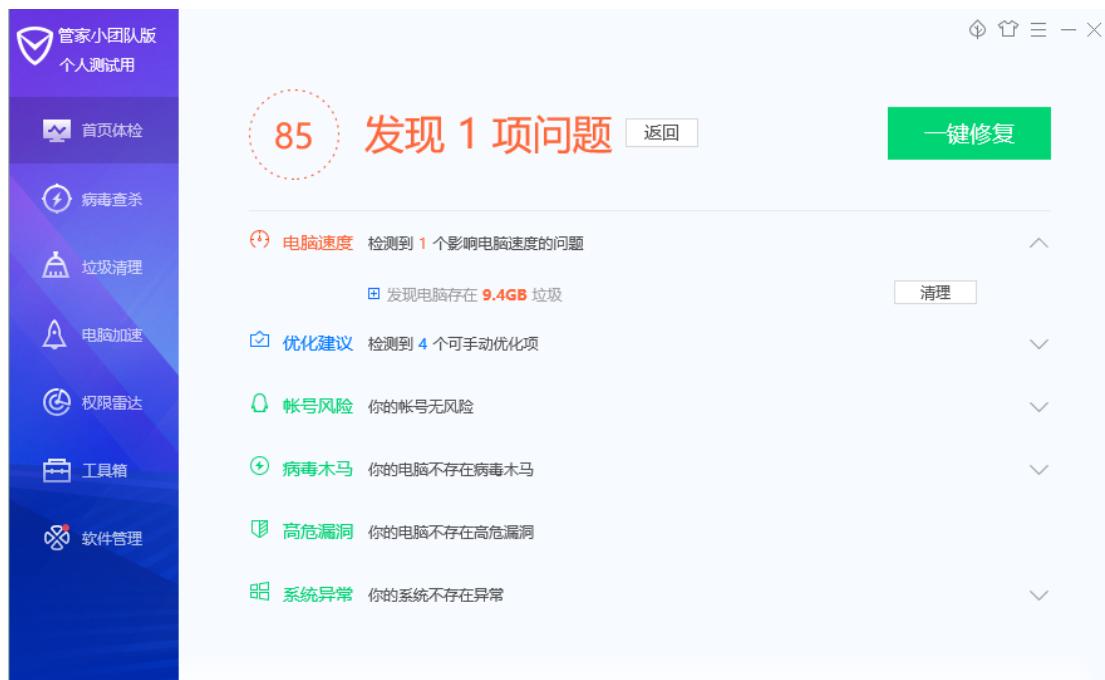 管家小团队版
个人测试用
首页体检
病毒查杀
垃圾清理
电脑加速
权限雷达
工具箱
软件管理
85
发现 1 项问题
返回
一键修复
电脑速度 检测到 1 个影响电脑速度的问题
发现电脑存在 9.4GB 垃圾
清理
优化建议 检测到 4 个可手动优化项
帐号风险 你的帐号无风险
病毒木马 你的电脑不存在病毒木马
高危漏洞 你的电脑不存在高危漏洞
系统异常 你的系统不存在异常